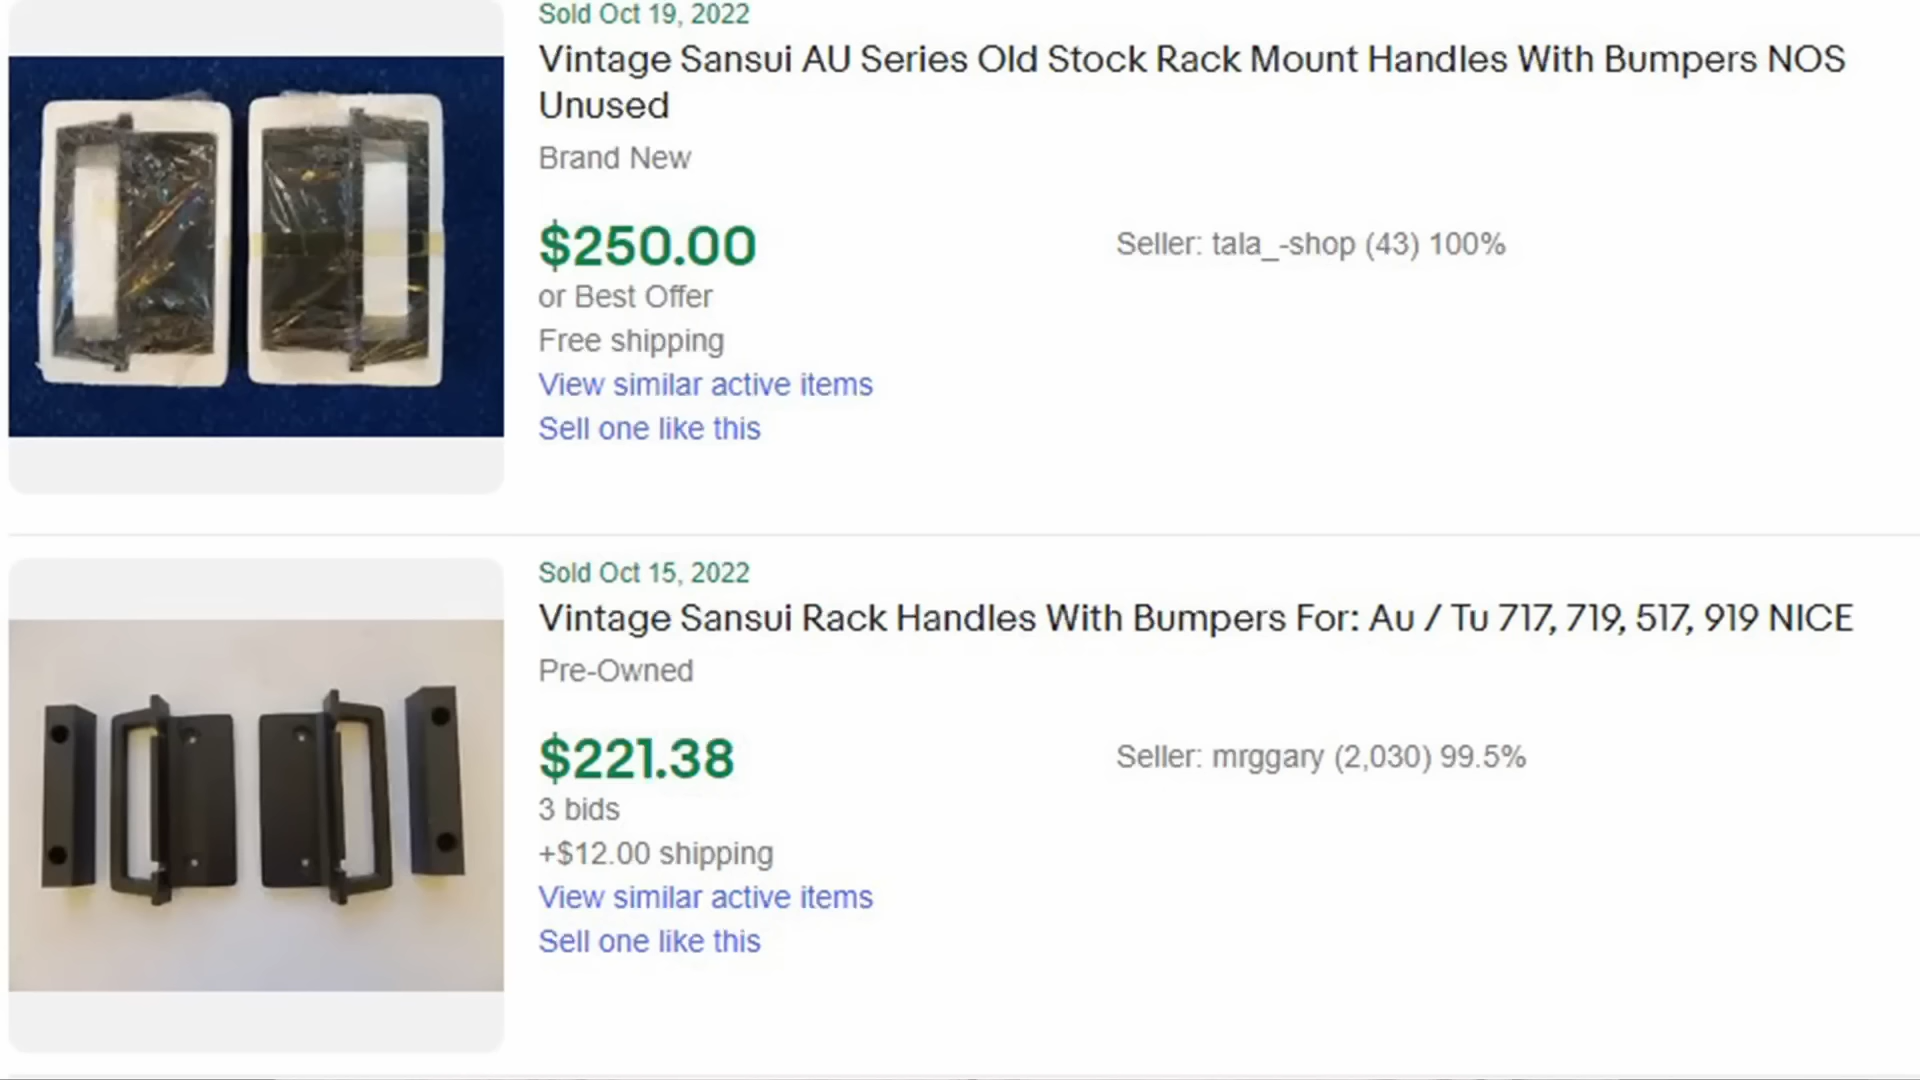 Sold Oct 19, 2022
Vintage Sansui AU Series Old Stock Rack Mount Handles With Bumpers NOS
Unused
Brand New
$250.00
Seller: tala_-shop (43) 100%
or Best Offer
Free shipping
View similar active items
Sell one like this
Sold Oct 15, 2022
Vintage Sansui Rack Handles With Bumpers For: Au / Tu 717, 719, 517, 919 NICE
Pre-Owned
$221.38
Seller: mrggary (2,030) 99.5%
3 bids
+$12.00 shipping
View similar active items
Sell one like this